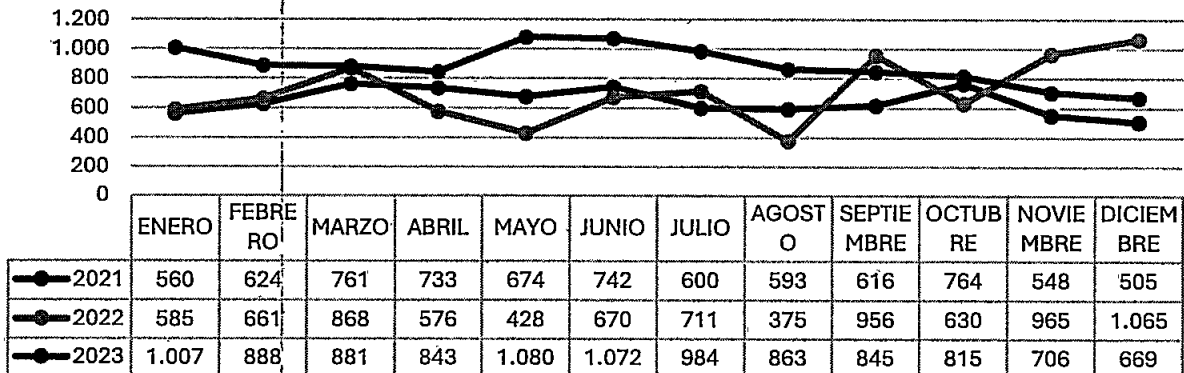 1.200
1.000
800
600
400
200
0
ENERO FEBRE MARZO ABRIL MAYO JUNIO JULIO AGOST SEPTIE OCTUB NOVIE DICIEM
RO O MBRE RE MBRE BRE
2021 560 624 761 733 674 742 600 593 616 764 548 505
2022 585 661 868 576 428 670 711 375 956 630 965 1.065
2023 1.007 888 881 843 1.080 1.072 984 863 845 815 706 669